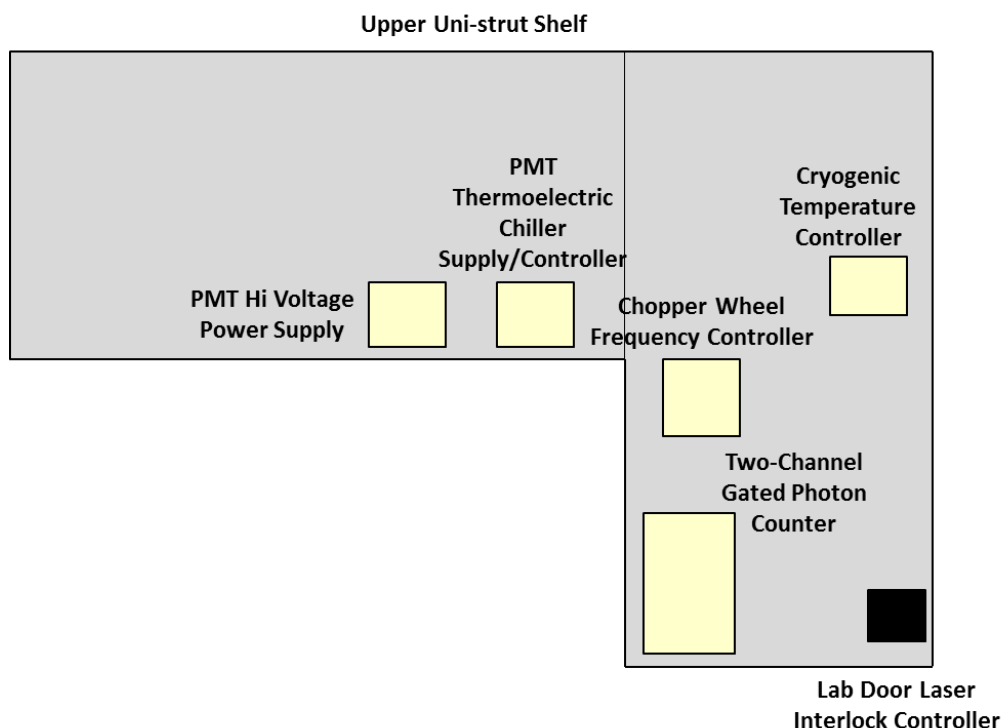 Upper Uni-strut Shelf
PMT
Thermoelectric
Chiller
Supply/Controller
Cryogenic
Temperature
Controller
PMT Hi Voltage
Power Supply
Chopper Wheel
Frequency Controller
Two-Channel
Gated Photon
Counter
Lab Door Laser
Interlock Controller